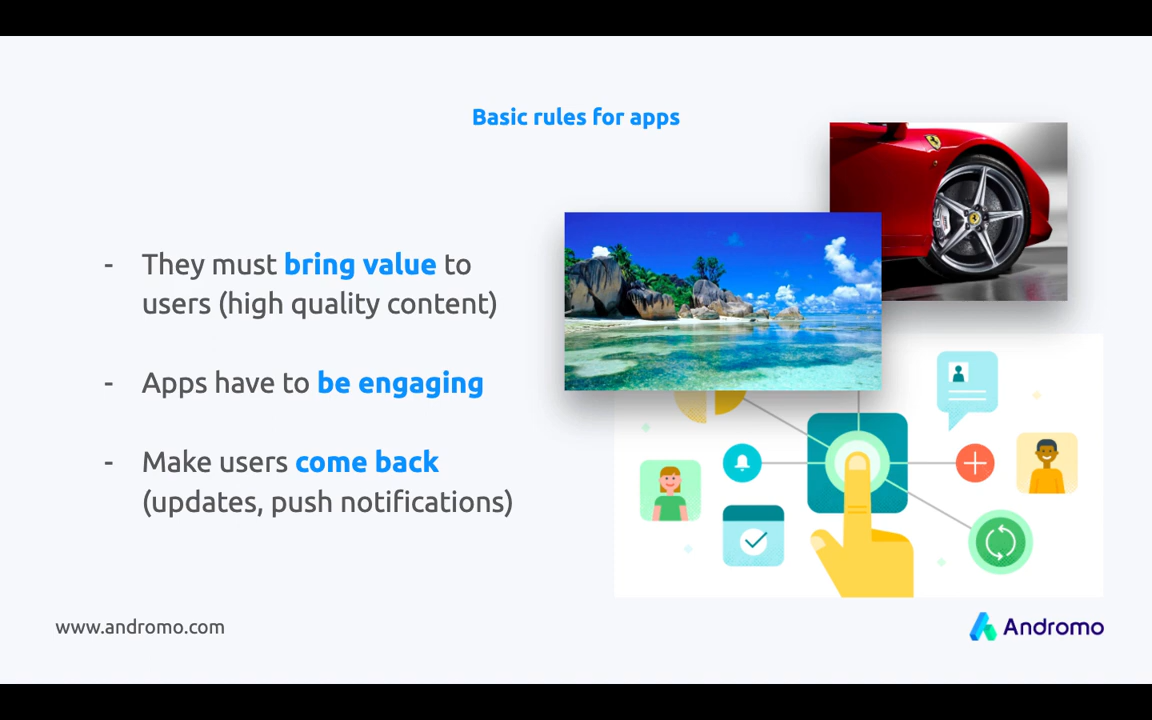 Basic rules for apps
- They must bring value to
users (high quality content)
- Apps have to be engaging
- Make users come back
(updates, push notifications)
www.andromo.com
Andromo